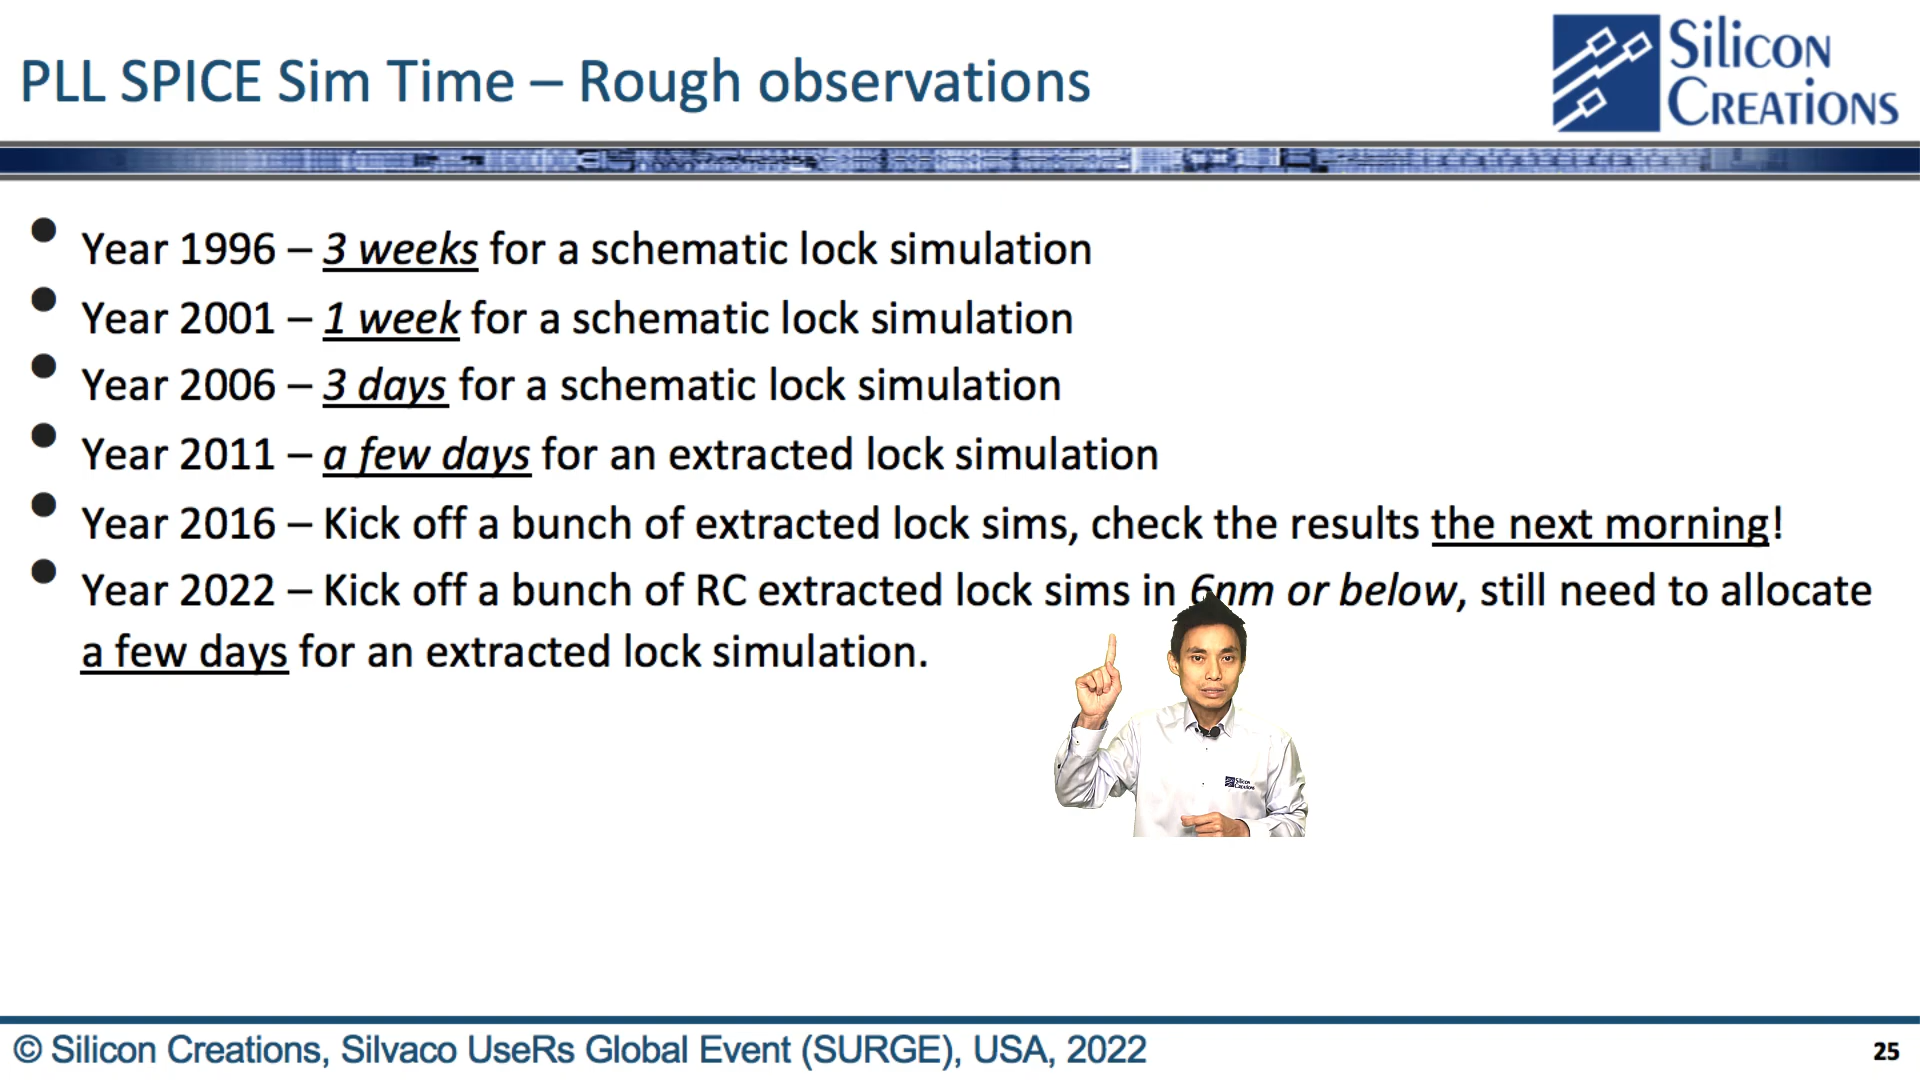 PLL SPICE Sim Time – Rough observations
Silicon
Creations
• Year 1996 – 3 weeks for a schematic lock simulation
• Year 2001 – 1 week for a schematic lock simulation
• Year 2006 – 3 days for a schematic lock simulation
• Year 2011 – a few days for an extracted lock simulation
• Year 2016 – Kick off a bunch of extracted lock sims, check the results the next morning!
• Year 2022 – Kick off a bunch of RC extracted lock sims in 6nm or below, still need to allocate
a few days for an extracted lock simulation.
Silicon
Creations
© Silicon Creations, Silvaco UseRs Global Event (SURGE), USA, 2022
25